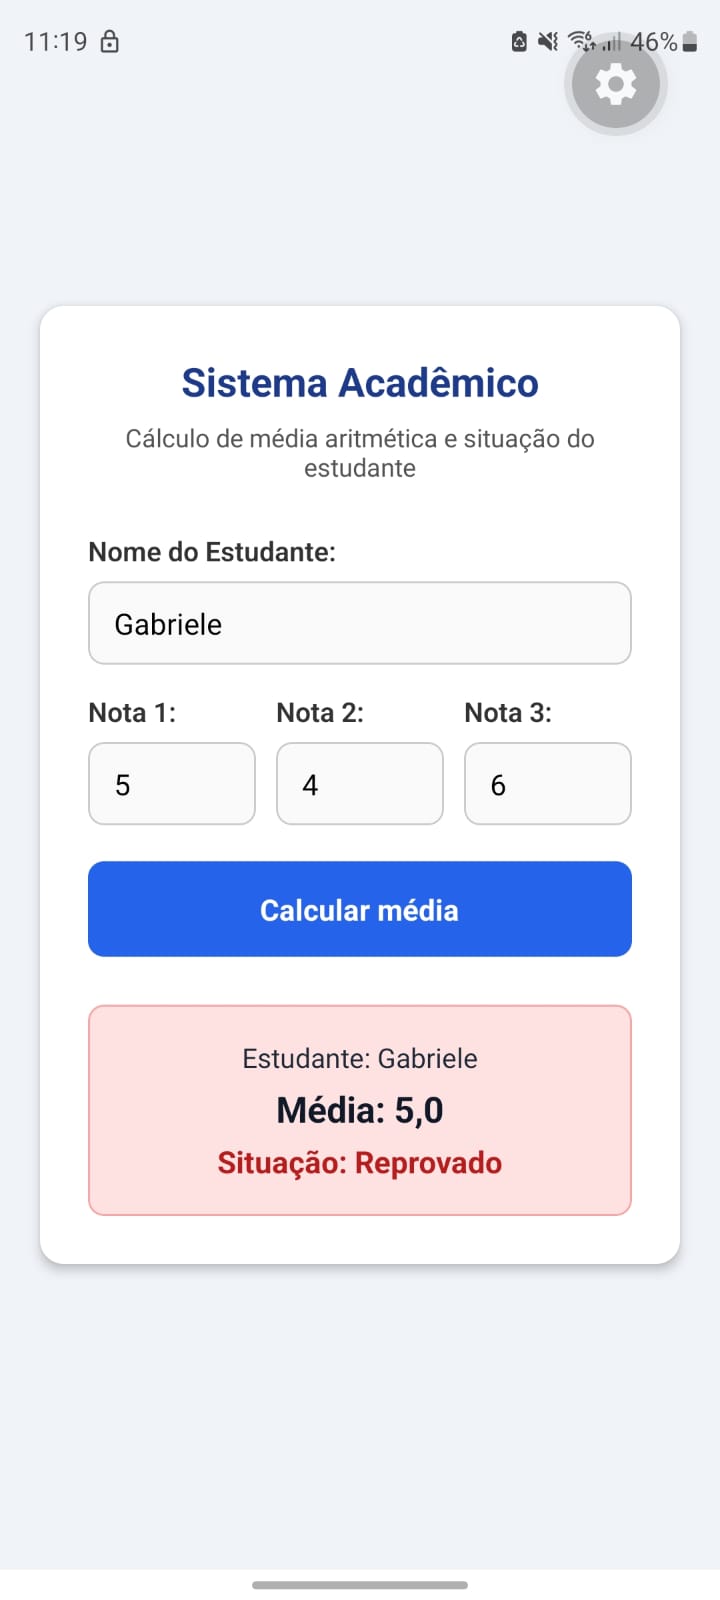 11:19
46%
Sistema Acadêmico
Cálculo de média aritmética e situação do
estudante
Nome do Estudante:
Gabriele
Nota 1: Nota 2: Nota 3:
5 4 6
Calcular média
Estudante: Gabriele
Média: 5,0
Situação: Reprovado